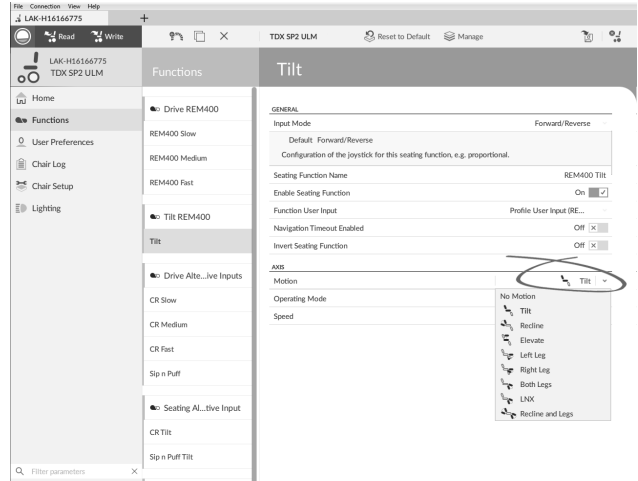 File Connection View Help
LAK-H16166775
+
Read Write TDX SP2 ULM Reset to Default Manage
LAK-H16166775
TDX SP2 ULM
Functions
Tilt
Home
Functions
User Preferences
Chair Log
Chair Setup
Lighting
Filter parameters
Drive REM400
REM400 Slow
REM400 Medium
REM400 Fast
Tilt REM400
Tilt
Drive Alte...ive Inputs
CR Slow
CR Medium
CR Fast
Sip n Puff
Seating Al...tive Input
CR Tilt
Sip n Puff Tilt
GENERAL
Input Mode Forward/Reverse
Default Forward/Reverse
Configuration of the joystick for this seating function, e.g. proportional.
Seating Function Name REM400 Tilt
Enable Seating Function On
Function User Input Profile User Input (RE...
Navigation Timeout Enabled Off
Invert Seating Function Off
AXIS
Motion Tilt
Operating Mode
Speed
No Motion
Tilt
Recline
Elevate
Left Leg
Right Leg
Both Legs
LNX
Recline and Legs